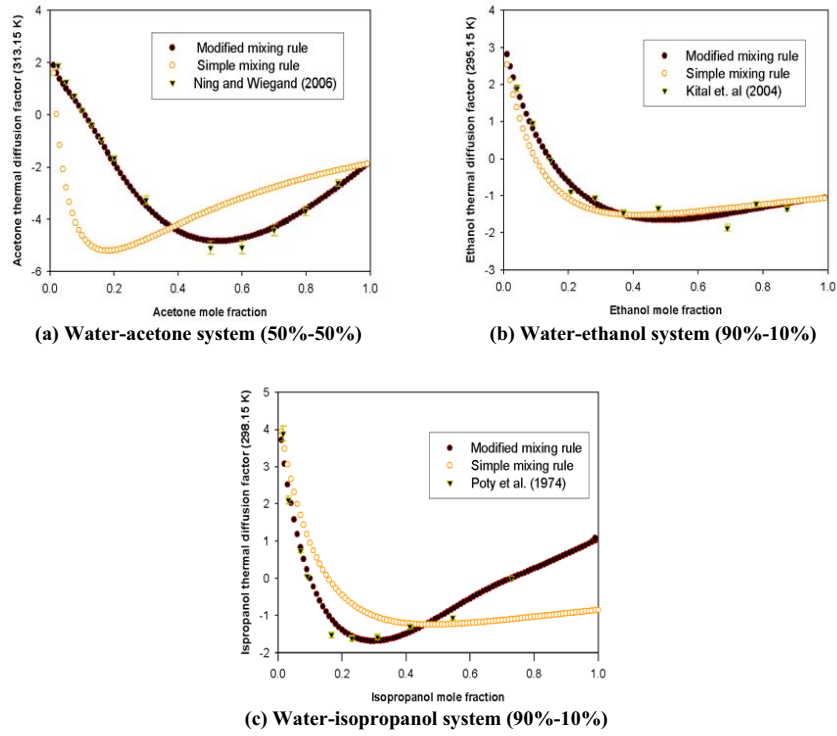 Acetone thermal diffusion factor (313.15 K)
4
2
0
-2
-4
-6
Modified mixing rule
Simple mixing rule
Ning and Wiegand (2006)
0.0 0.2 0.4 0.6 0.8 1.0
Acetone mole fraction
(a) Water-acetone system (50%-50%)
Ethanol thermal diffusion factor (295.15 K)
4
3
2
1
0
-1
-2
-3
Modified mixing rule
Simple mixing rule
Kital et. al (2004)
0.0 0.2 0.4 0.6 0.8 1.0
Ethanol mole fraction
(b) Water-ethanol system (90%-10%)
Ispropanol thermal diffusion factor (298.15 K)
5
4
3
2
1
0
-1
-2
Modified mixing rule
Simple mixing rule
Poty et al. (1974)
0.0 0.2 0.4 0.6 0.8 1.0
Isopropanol mole fraction
(c) Water-isopropanol system (90%-10%)